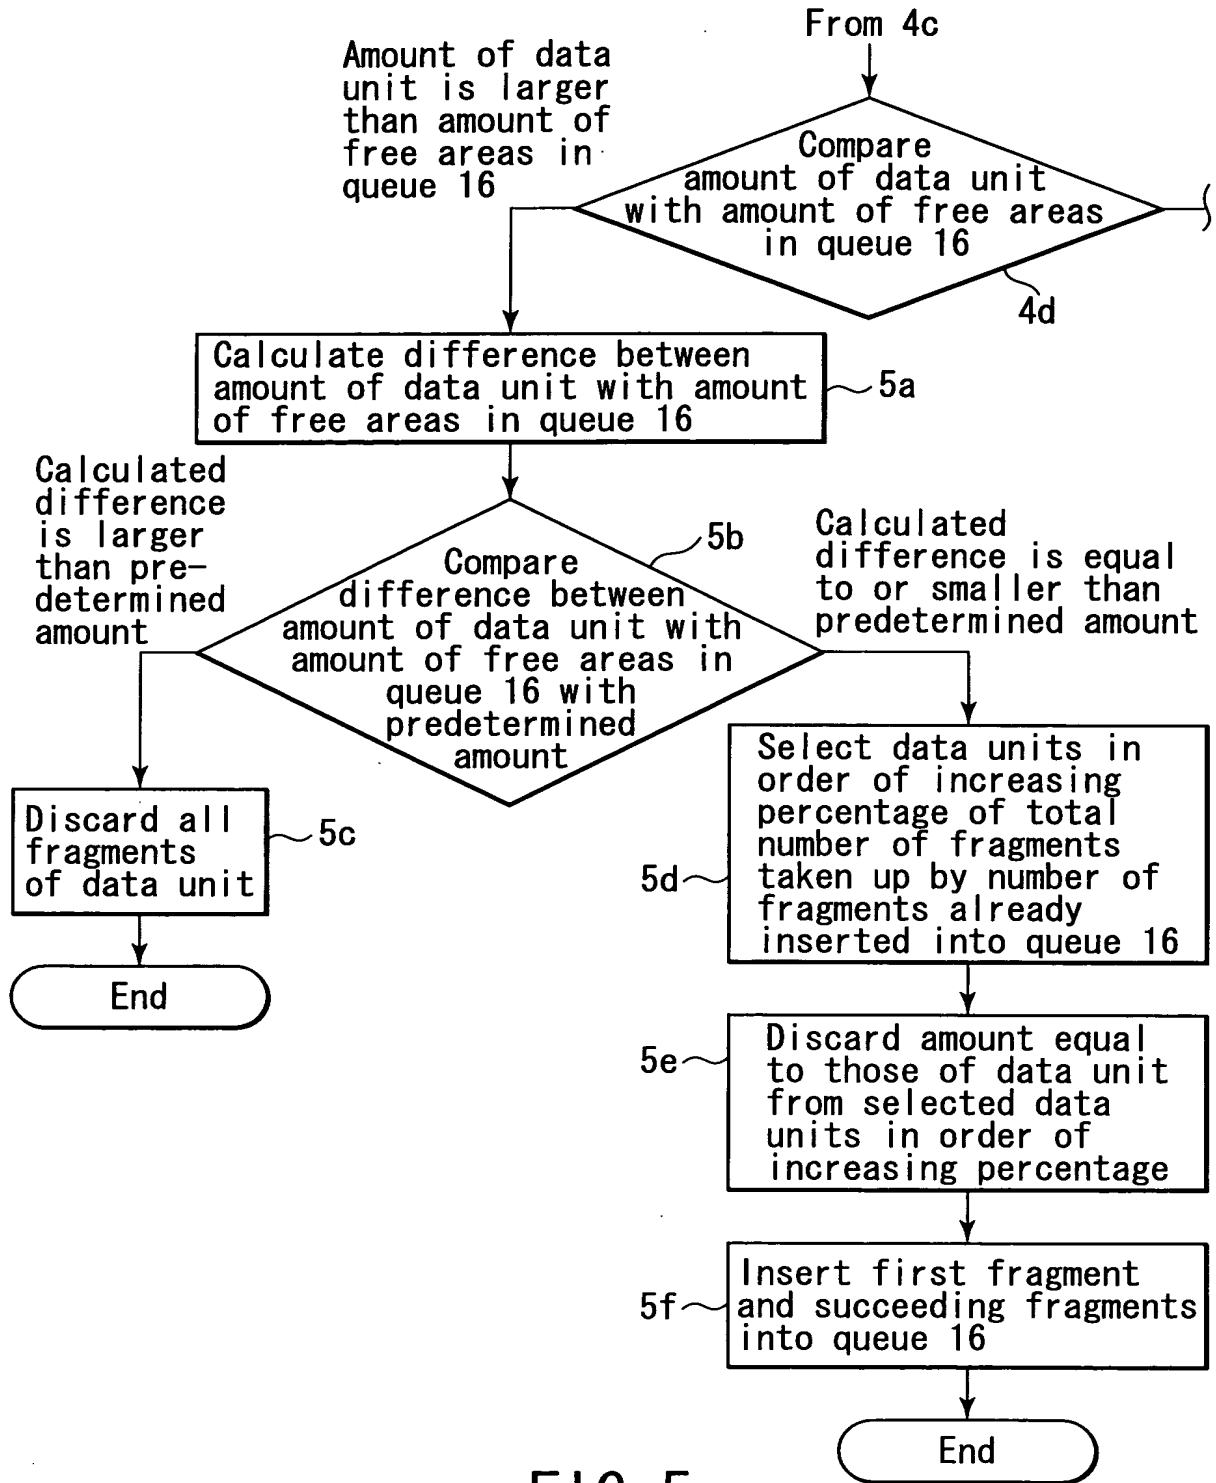 From 4c
Amount of data
unit is larger
than amount of
free areas in
queue 16
Compare
amount of data unit
with amount of free areas
in queue 16
4d
Calculate difference between
amount of data unit with amount
of free areas in queue 16
5a
Calculated
difference
is larger
than pre-
determined
amount
5b
Compare
difference between
amount of data unit with
amount of free areas in
queue 16 with
predetermined
amount
Calculated
difference is equal
to or smaller than
predetermined amount
Discard all
fragments
of data unit
5c
End
Select data units in
order of increasing
percentage of total
number of fragments
taken up by number of
fragments already
inserted into queue 16
5d
Discard amount equal
to those of data unit
from selected data
units in order of
increasing percentage
5e
Insert first fragment
and succeeding fragments
into queue 16
5f
End
FIG. 5